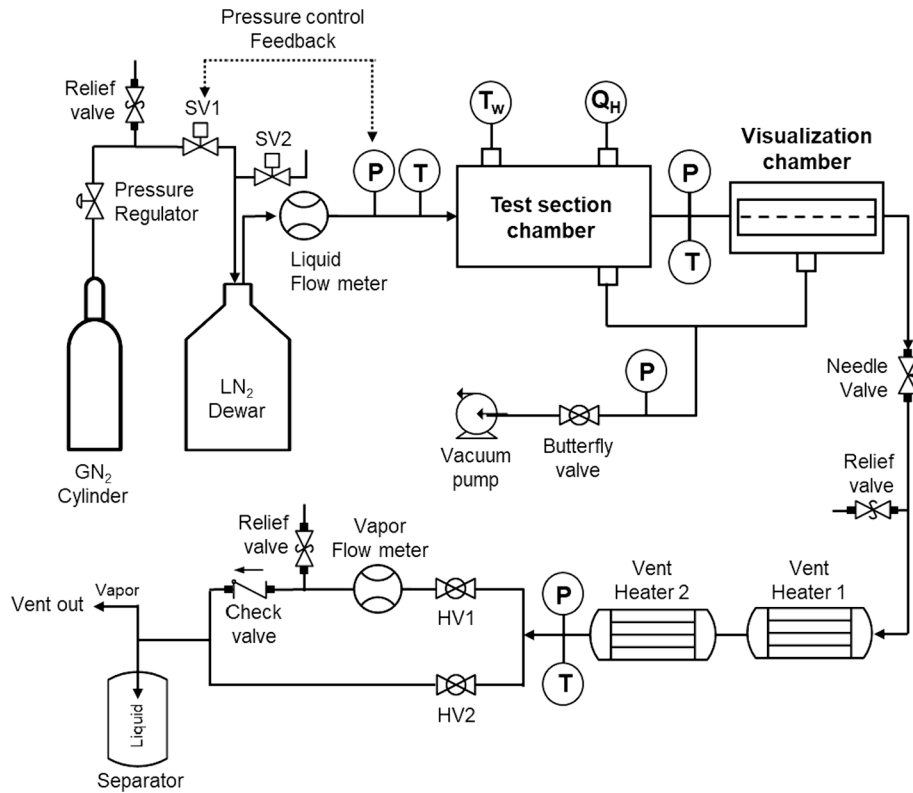 Pressure control
Feedback
Relief
valve
SV1
SV2
Pressure
Regulator
P
T
Liquid
Flow meter
T_W
Q_H
Test section
chamber
P
T
Visualization
chamber
GN₂
Cylinder
LN₂
Dewar
Vacuum
pump
Butterfly
valve
P
Needle
Valve
Relief
valve
Vent
Heater 1
Vent
Heater 2
P
T
HV1
HV2
Vapor
Flow meter
Relief
valve
Check
valve
Vapor
Vent out
Liquid
Separator